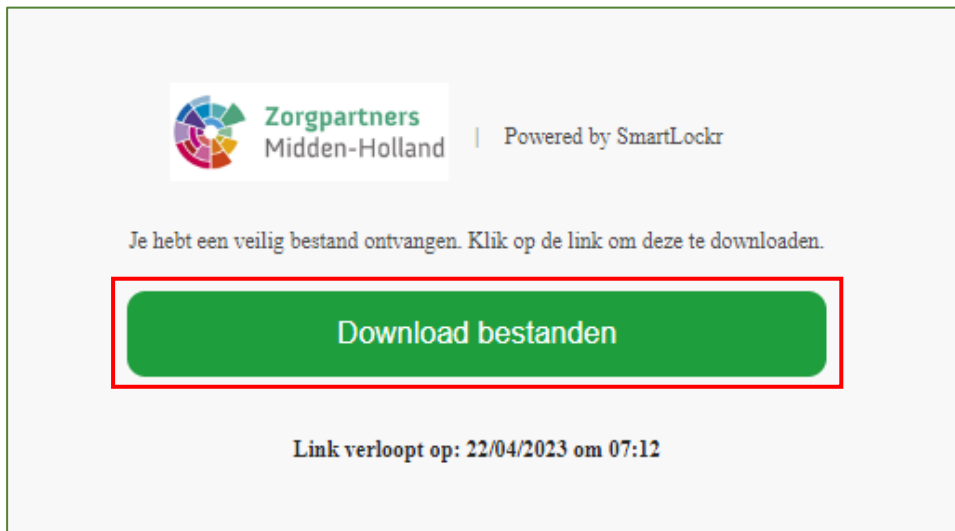 Zorgpartners
Midden-Holland
| Powered by SmartLockr
Je hebt een veilig bestand ontvangen. Klik op de link om deze te downloaden.
Download bestanden
Link verloopt op: 22/04/2023 om 07:12